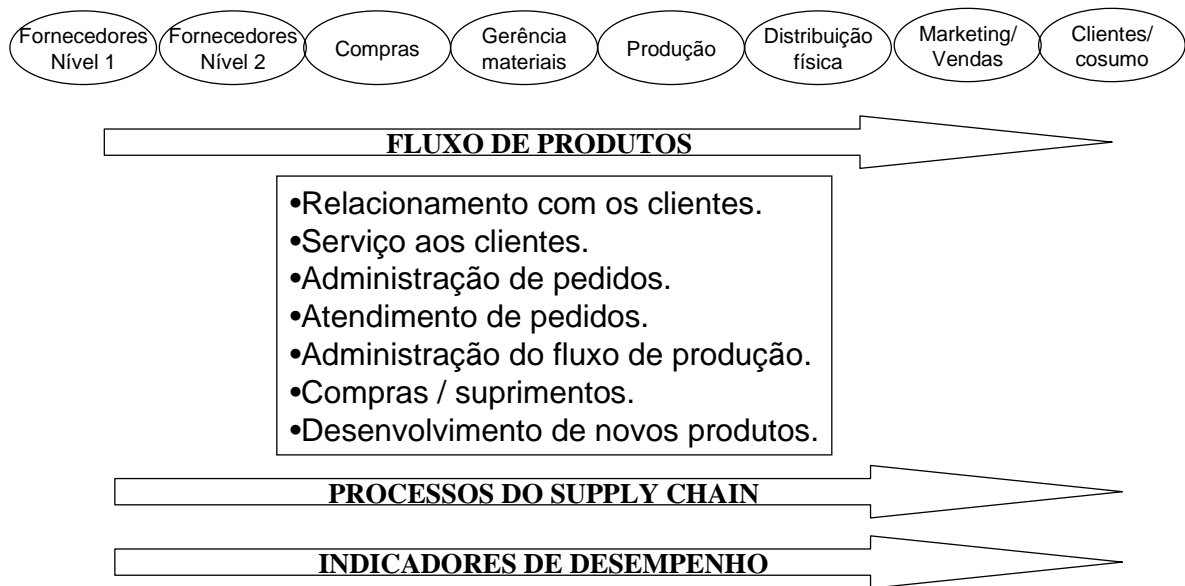 Fornecedores
Nível 1
Fornecedores
Nível 2
Compras
Gerência
materiais
Produção
Distribuição
física
Marketing/
Vendas
Clientes/
cosumo
FLUXO DE PRODUTOS
•Relacionamento com os clientes.
•Serviço aos clientes.
•Administração de pedidos.
•Atendimento de pedidos.
•Administração do fluxo de produção.
•Compras / suprimentos.
•Desenvolvimento de novos produtos.
PROCESSOS DO SUPPLY CHAIN
INDICADORES DE DESEMPENHO